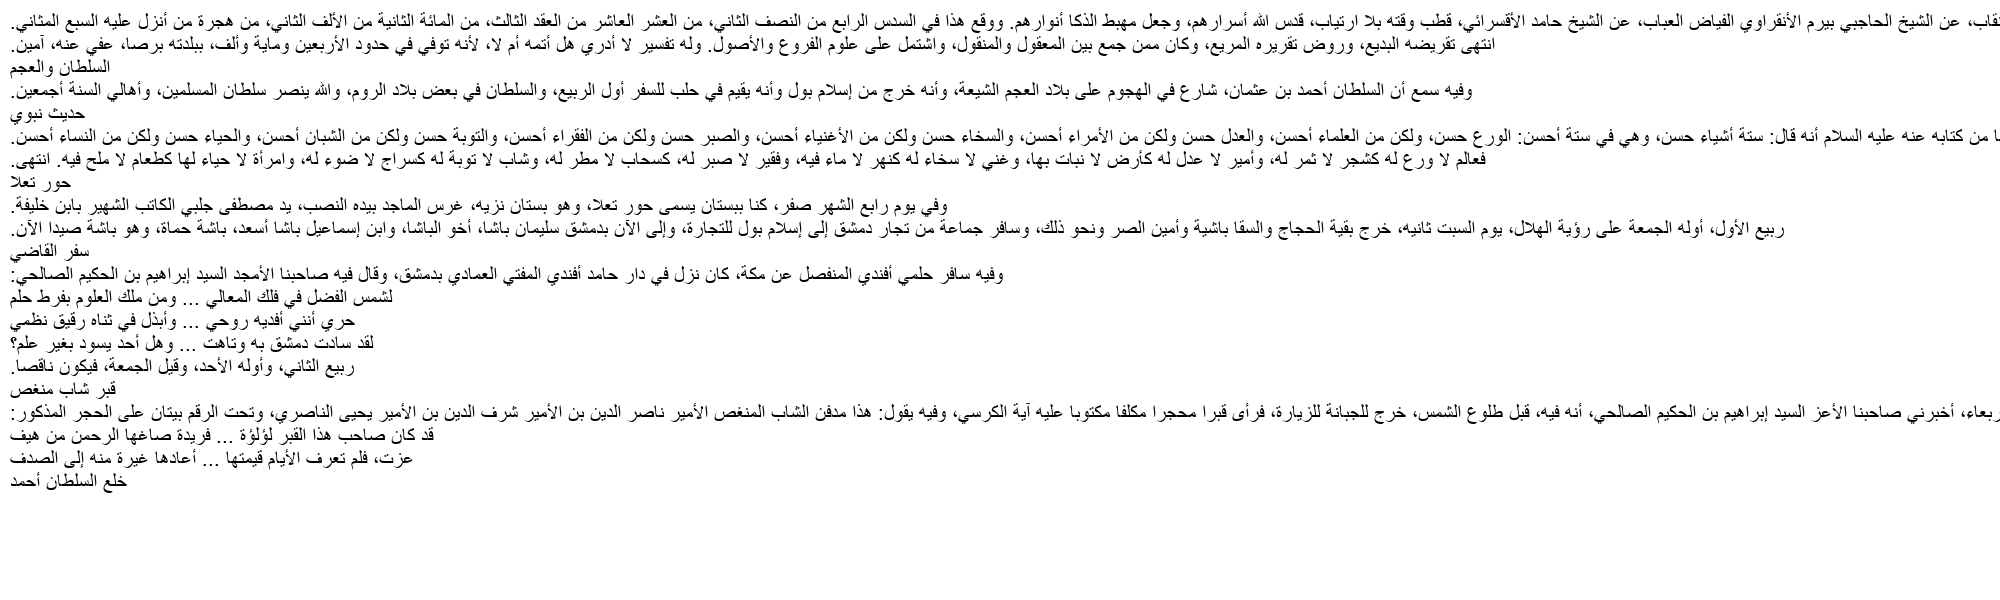 نقاب، عن الشيخ الحاجبي بيرم الأنقراوي الفياض العباب، عن الشيخ حامد الأقسرائي، قطب وقته بلا ارتياب، قدس الله أسرارهم، وجعل مهبط الذكا أنوارهم. ووقع هذا في السدس الرابع من النصف الثاني، من العشر العاشر من العقد الثالث، من المائة الثانية من الألف الثاني، من هجرة من أنزل عليه السبع المثاني.
انتهى تقريضه البديع، وروض تقريره المريع، وكان ممن جمع بين المعقول والمنقول، واشتمل على علوم الفروع والأصول. وله تفسير لا أدري هل أتمه أم لا، لأنه توفي في حدود الأربعين وماية وألف، ببلدته برصا، عفي عنه، آمين.
السلطان والعجم
وفيه سمع أن السلطان أحمد بن عثمان، شارع في الهجوم على بلاد العجم الشيعة، وأنه خرج من إسلام بول وأنه يقيم في حلب للسفر أول الربيع، والسلطان في بعض بلاد الروم، والله ينصر سلطان المسلمين، وأهالي السنة أجمعين.
حديث نبوي
من كتابه عنه عليه السلام أنه قال: ستة أشياء حسن، وهي في ستة أحسن: الورع حسن، ولكن من العلماء أحسن، والعدل حسن ولكن من الأمراء أحسن، والسخاء حسن ولكن من الأغنياء أحسن، والصبر حسن ولكن من الفقراء أحسن، والتوبة حسن ولكن من الشبان أحسن، والحياء حسن ولكن من النساء أحسن.
فعالم لا ورع له كشجر لا ثمر له، وأمير لا عدل له كأرض لا نبات بها، وغني لا سخاء له كنهر لا ماء فيه، وفقير لا صبر له، كسحاب لا مطر له، وشاب لا توبة له كسراج لا ضوء له، وامرأة لا حياء لها كطعام لا ملح فيه. انتهى.
حور تعلا
وفي يوم رابع الشهر صفر، كنا ببستان يسمى حور تعلا، وهو بستان نزيه، غرس الماجد بيده النصب، يد مصطفى جلبي الكاتب الشهير بابن خليفة.
ربيع الأول، أوله الجمعة على رؤية الهلال، يوم السبت ثانيه، خرج بقية الحجاج والسقا باشية وأمين الصر ونحو ذلك، وسافر جماعة من تجار دمشق إلى إسلام بول للتجارة، وإلى الآن بدمشق سليمان باشا، أخو الباشا، وابن إسماعيل باشا أسعد، باشة حماة، وهو باشة صيدا الآن.
سفر القاضي
وفيه سافر حلمي أفندي المنفصل عن مكة، كان نزل في دار حامد أفندي المفتي العمادي بدمشق، وقال فيه صاحبنا الأمجد السيد إبراهيم بن الحكيم الصالحي:
لشمس الفضل في فلك المعالي ... ومن ملك العلوم بفرط حلم
حري أنني أفديه روحي ... وأبذل في ثناه رقيق نظمي
لقد سادت دمشق به وتاهت ... وهل أحد يسود بغير علم؟
ربيع الثاني، وأوله الأحد، وقيل الجمعة، فيكون ناقصا.
قبر شاب منغص
ربعاء، أخبرني صاحبنا الأعز السيد إبراهيم بن الحكيم الصالحي، أنه فيه، قبل طلوع الشمس، خرج للجبانة للزيارة، فرأى قبرا محجرا مكلفا مكتوبا عليه آية الكرسي، وفيه يقول: هذا مدفن الشاب المنغص الأمير ناصر الدين بن الأمير شرف الدين بن الأمير يحيى الناصري، وتحت الرقم بيتان على الحجر المذكور:
قد كان صاحب هذا القبر لؤلؤة ... فريدة صاغها الرحمن من هيف
عزت، فلم تعرف الأيام قيمتها ... أعادها غيرة منه إلى الصدف
خلع السلطان أحمد